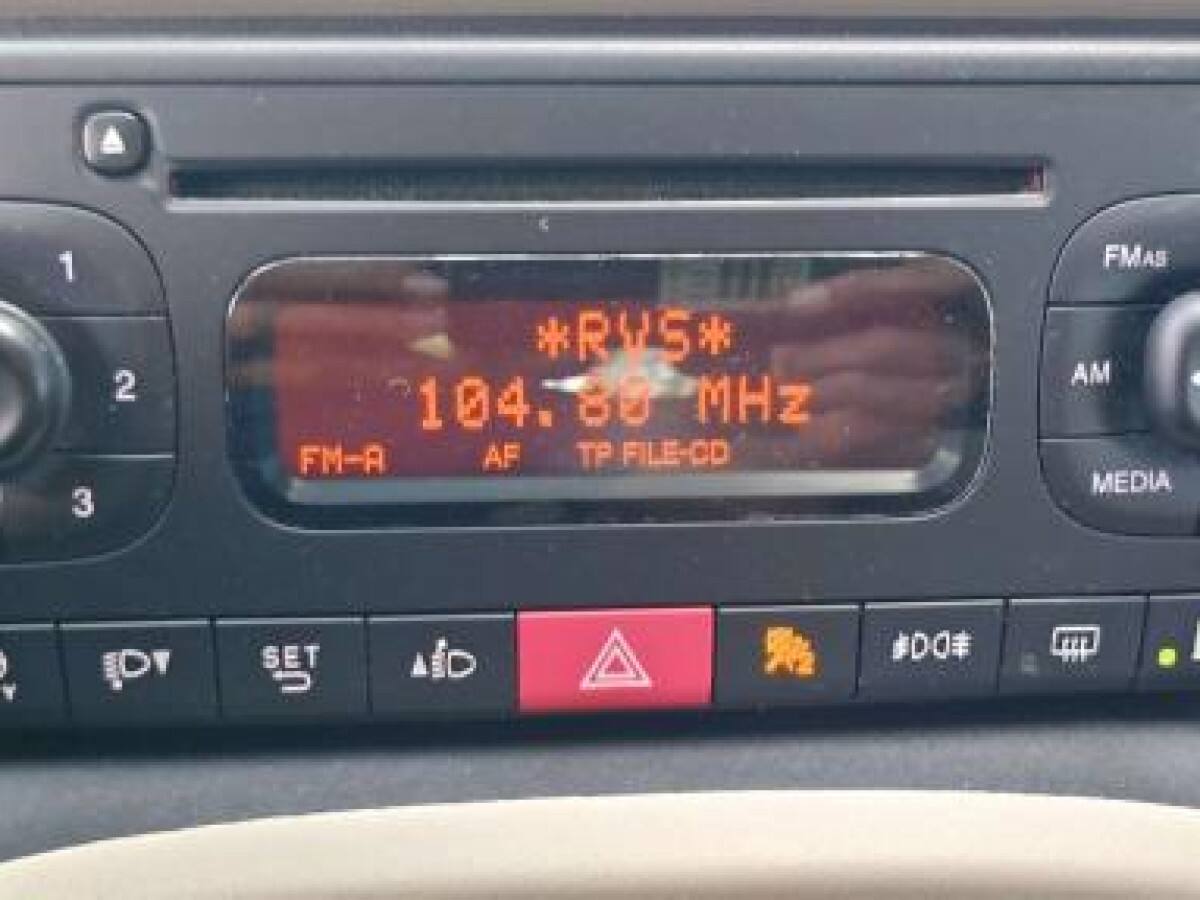 1
FMAS
*RVS*
2
104.80 MHz
AM
FM-A AF TP FILE-CD
3
MEDIA
SET